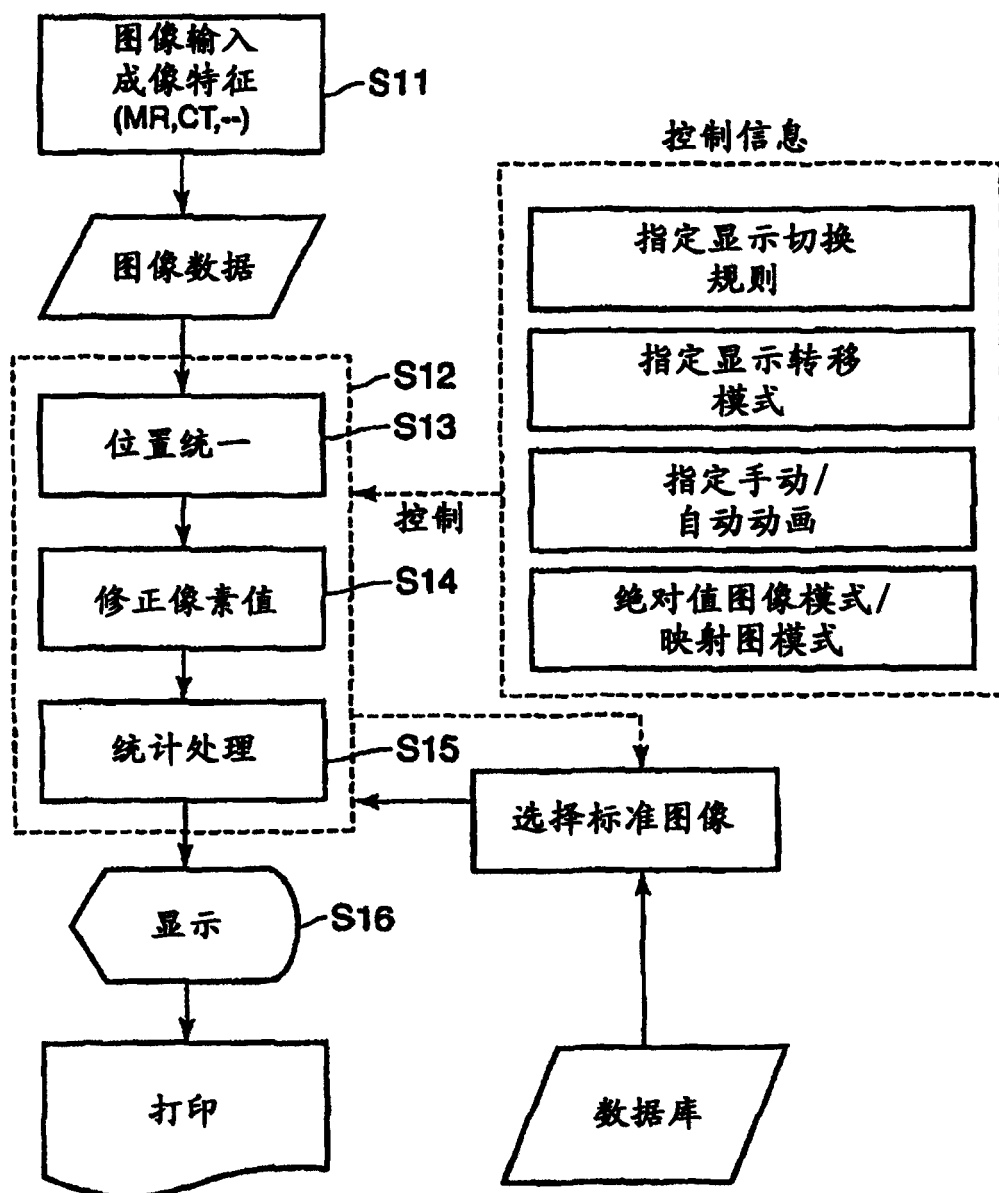 图像输入
成像特征
(MR,CT,--)
S11
图像数据
S12
位置统一
S13
修正像素值
S14
统计处理
S15
显示
S16
打印
控制信息
指定显示切换
规则
指定显示转移
模式
指定手动/
自动动画
绝对值图像模式/
映射图模式
控制
选择标准图像
数据库